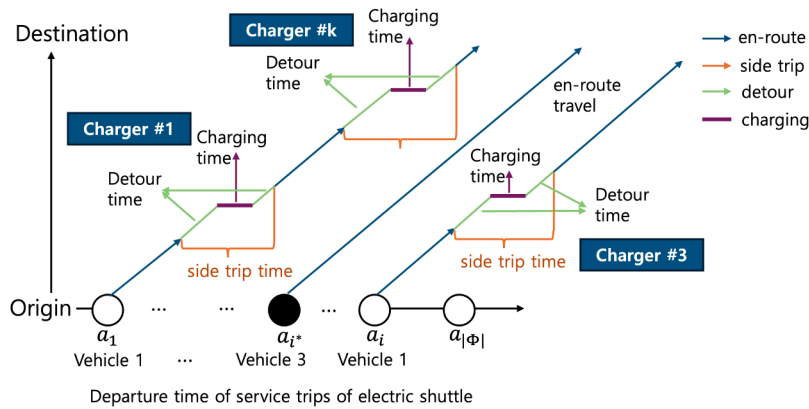 Destination
Charger #k
Charging
time
Detour
time
en-route
side trip
detour
charging
en-route
travel
Charger #1
Charging
time
Detour
time
side trip time
Charging
time
Detour
time
side trip time
Charger #3
Origin
... ... ...
a₁ a_{i*} a_i a_{|Φ|}
Vehicle 1 ... Vehicle 3 Vehicle 1
Departure time of service trips of electric shuttle